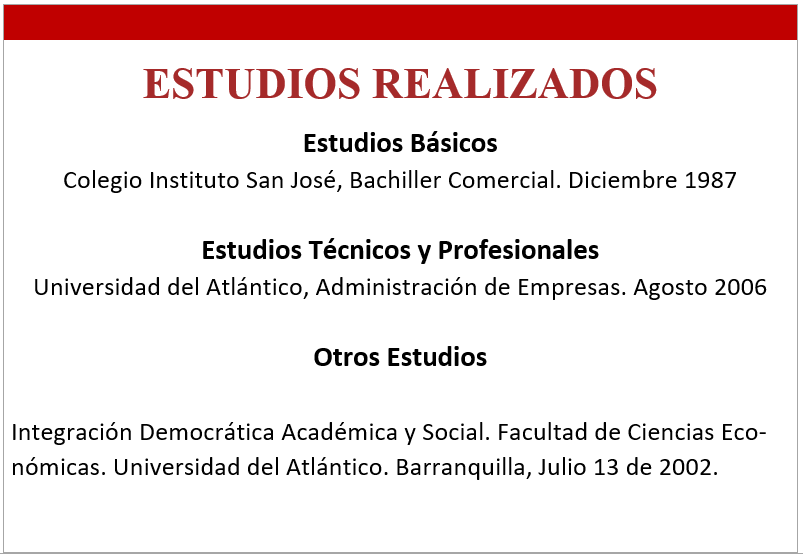 ESTUDIOS REALIZADOS
Estudios Básicos
Colegio Instituto San José, Bachiller Comercial. Diciembre 1987
Estudios Técnicos y Profesionales
Universidad del Atlántico, Administración de Empresas. Agosto 2006
Otros Estudios
Integración Democrática Académica y Social. Facultad de Ciencias Eco-
nómicas. Universidad del Atlántico. Barranquilla, Julio 13 de 2002.